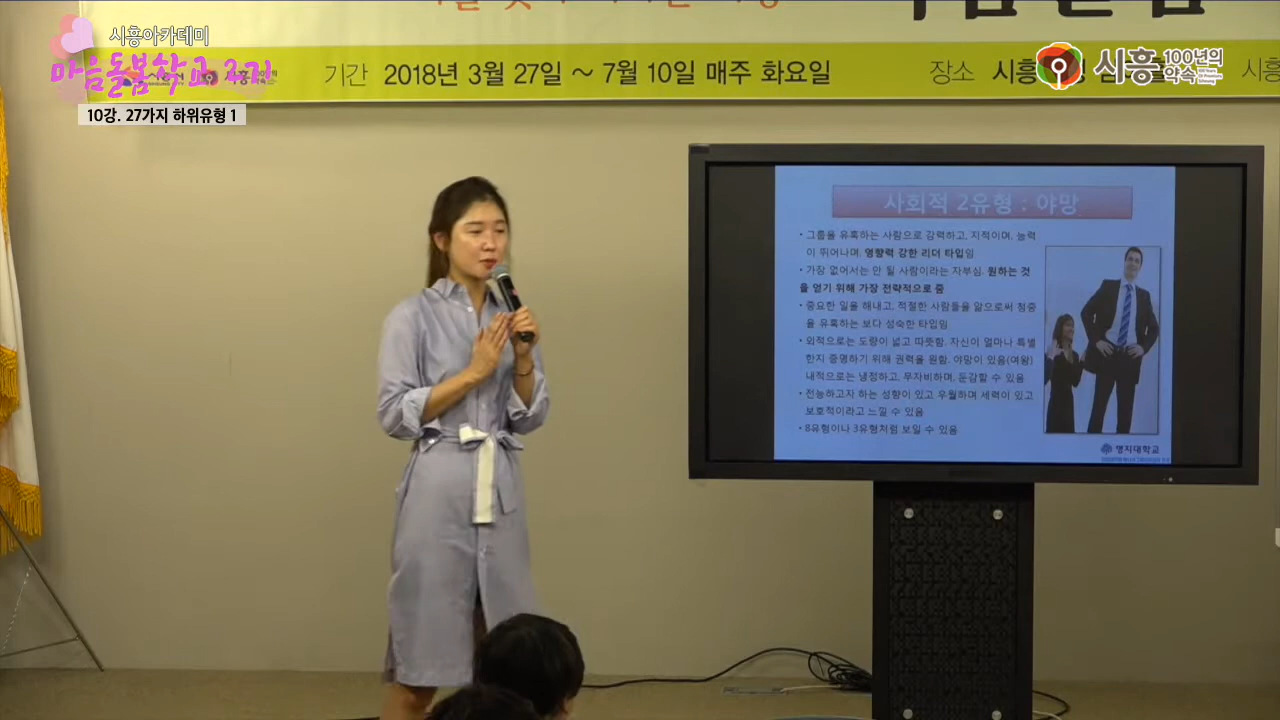 시흥아카데미
마음돌봄학교 3기
10강. 27가지 하위유형 1
기간 2018년 3월 27일 ~ 7월 10일 매주 화요일
장소 시흥
시흥
시흥 100년의
약속
사회적 2유형 : 야망
• 그룹을 유혹하는 사람으로 강력하고, 지적이며, 능력
이 뛰어나며, 영향력 강한 리더 타입임
• 가장 없어서는 안 될 사람이라는 자부심. 원하는 것
을 얻기 위해 가장 전략적으로 줌
• 중요한 일을 해내고, 적절한 사람들을 앎으로써 청중
을 유혹하는 보다 성숙한 타입임
• 외적으로는 도량이 넓고 따뜻함. 자신이 얼마나 특별
한지 증명하기 위해 권력을 원함. 야망이 있음(여왕)
내적으로는 냉정하고, 무자비하며, 둔감할 수 있음
• 전능하고자 하는 성향이 있고 우월하며 세력이 있고
보호적이라고 느낄 수 있음
• 8유형이나 3유형처럼 보일 수 있음
명지대학교